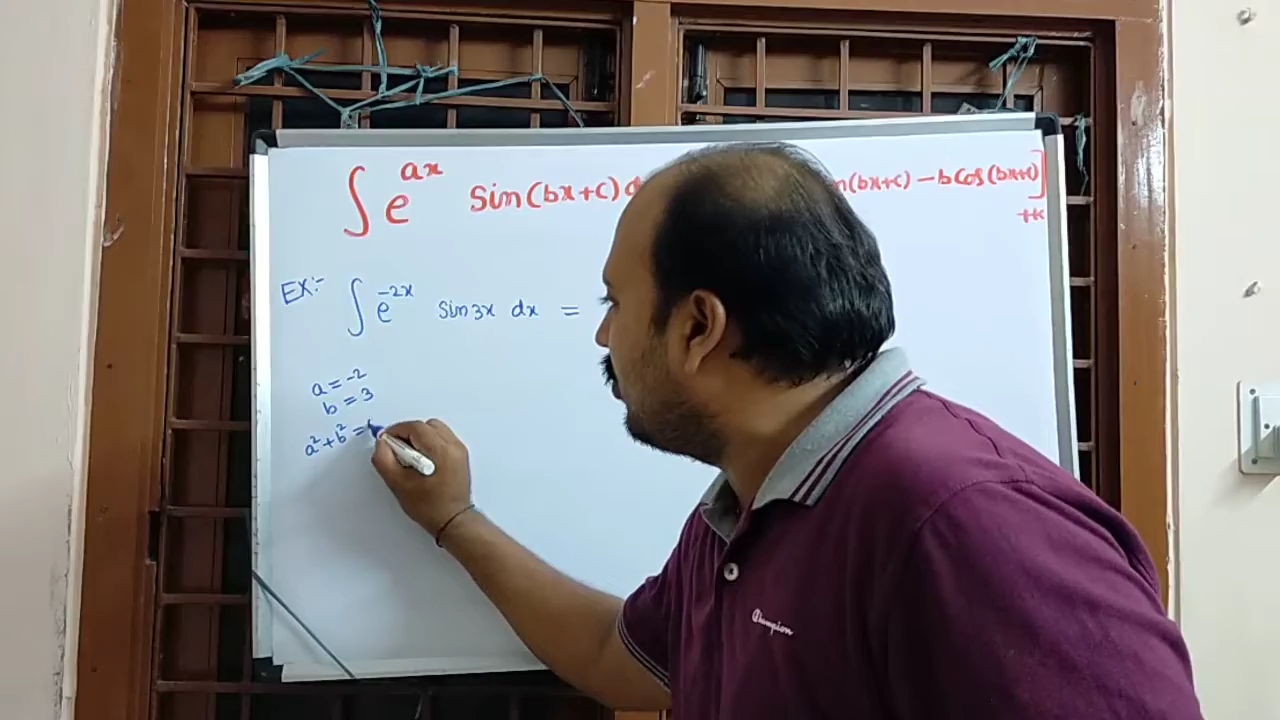 ∫ e^ax Sin(bx+c) n(bx+c) - b Cos(bx+c)]
+k
EX:- ∫ e^-2x Sin3x dx =
a = -2
b = 3
a² + b² =
Champion